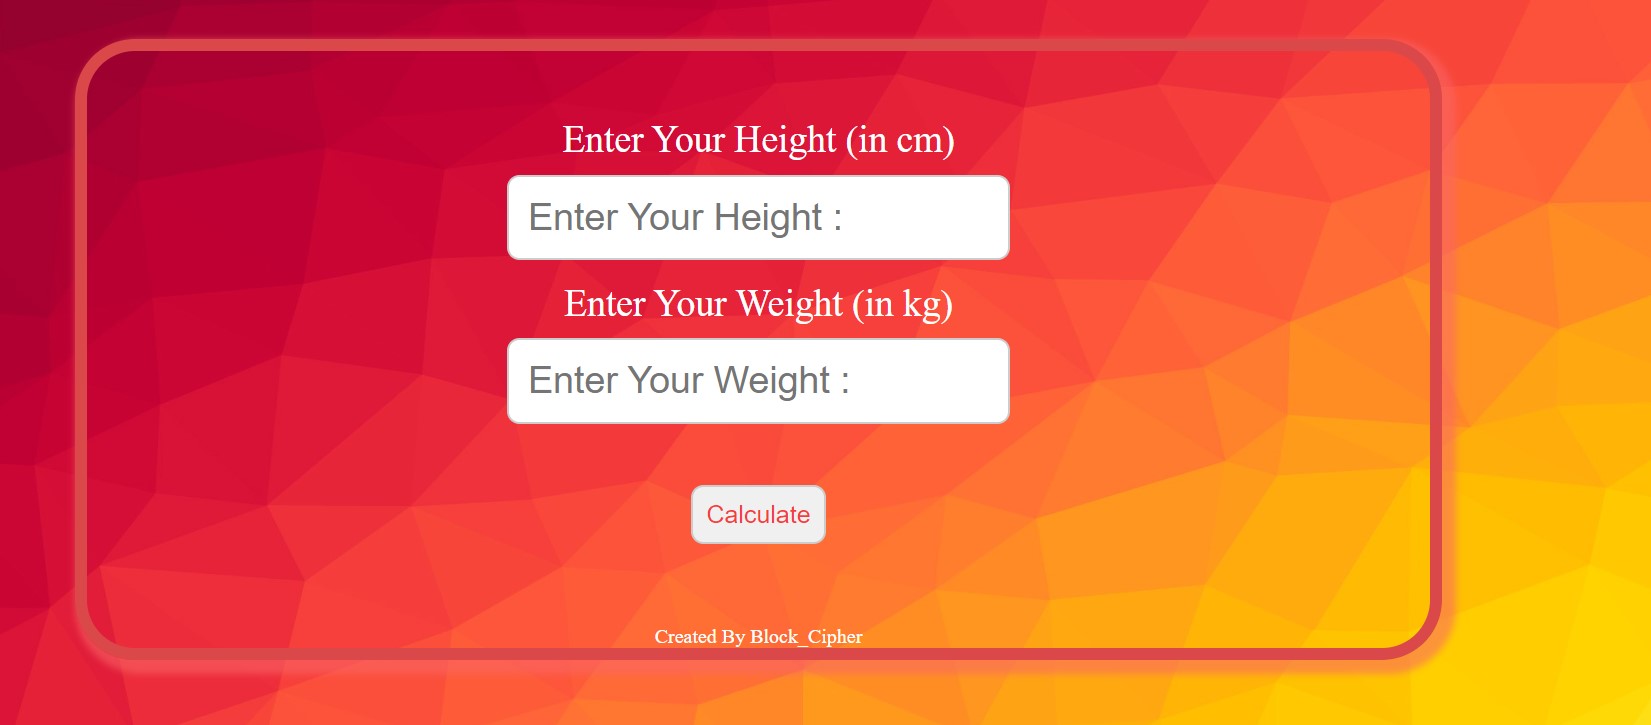 Enter Your Height (in cm)
Enter Your Height :
Enter Your Weight (in kg)
Enter Your Weight :
Calculate
Created By Block_Cipher